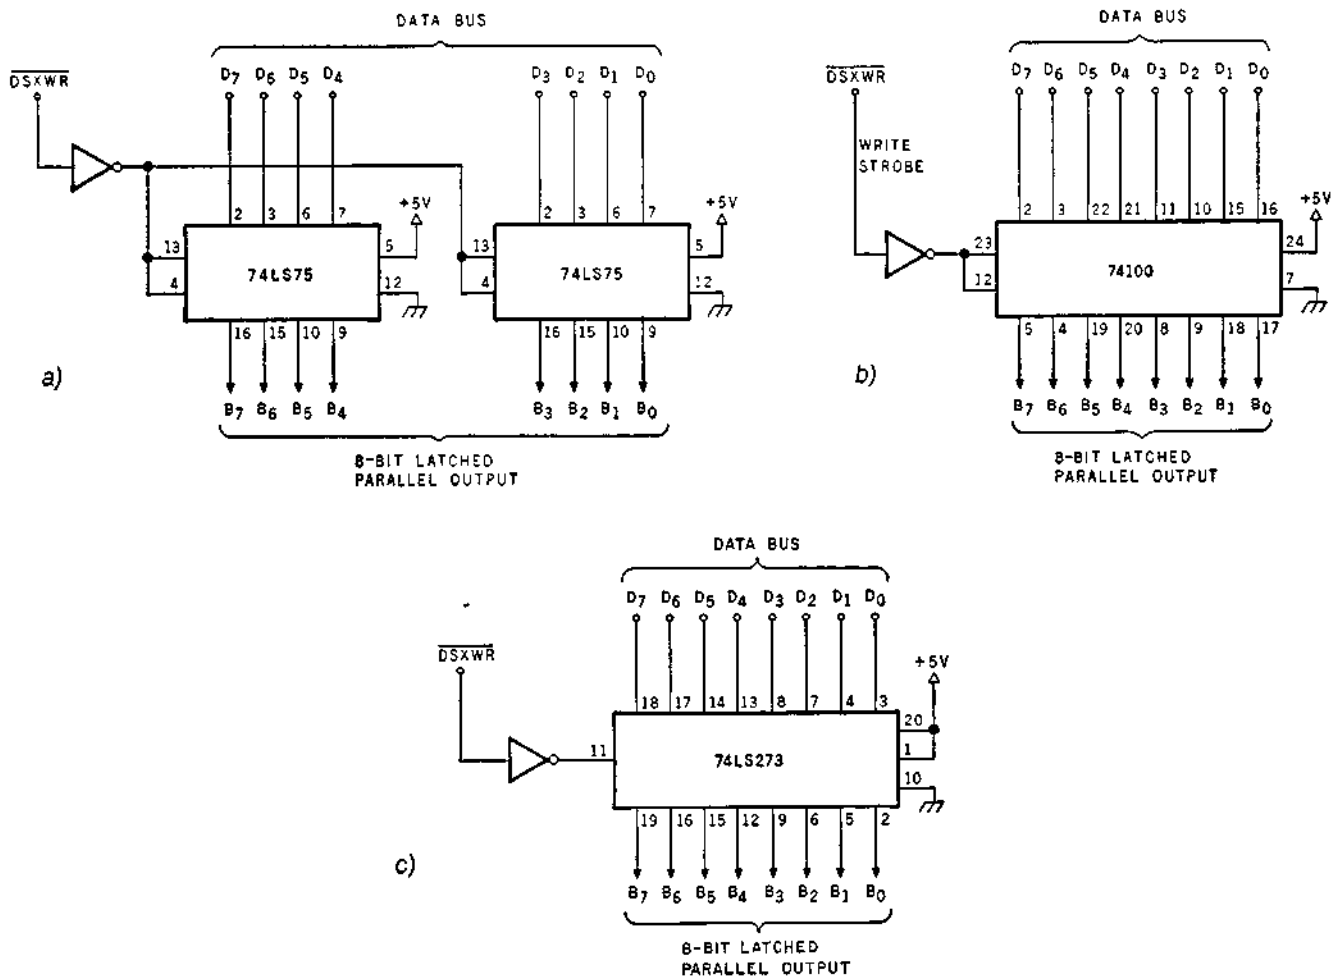 DATA BUS
DSXWR
D7 D6 D5 D4 D3 D2 D1 D0
2 3 6 7 +5V 2 3 6 7 +5V
13 5 13 5
74LS75 74LS75
4 12 4 12
16 15 10 9 16 15 10 9
a)
B7 B6 B5 B4 B3 B2 B1 B0
8-BIT LATCHED
PARALLEL OUTPUT
DATA BUS
DSXWR
D7 D6 D5 D4 D3 D2 D1 D0
WRITE
STROBE
2 3 22 21 11 10 15 16 +5V
23 24
74100
12 7
5 4 19 20 8 9 18 17
b)
B7 B6 B5 B4 B3 B2 B1 B0
8-BIT LATCHED
PARALLEL OUTPUT
DATA BUS
D7 D6 D5 D4 D3 D2 D1 D0
DSXWR
+5V
18 17 14 13 8 7 4 3
20
11 74LS273 1
10
19 16 15 12 9 6 5 2
c)
B7 B6 B5 B4 B3 B2 B1 B0
8-BIT LATCHED
PARALLEL OUTPUT